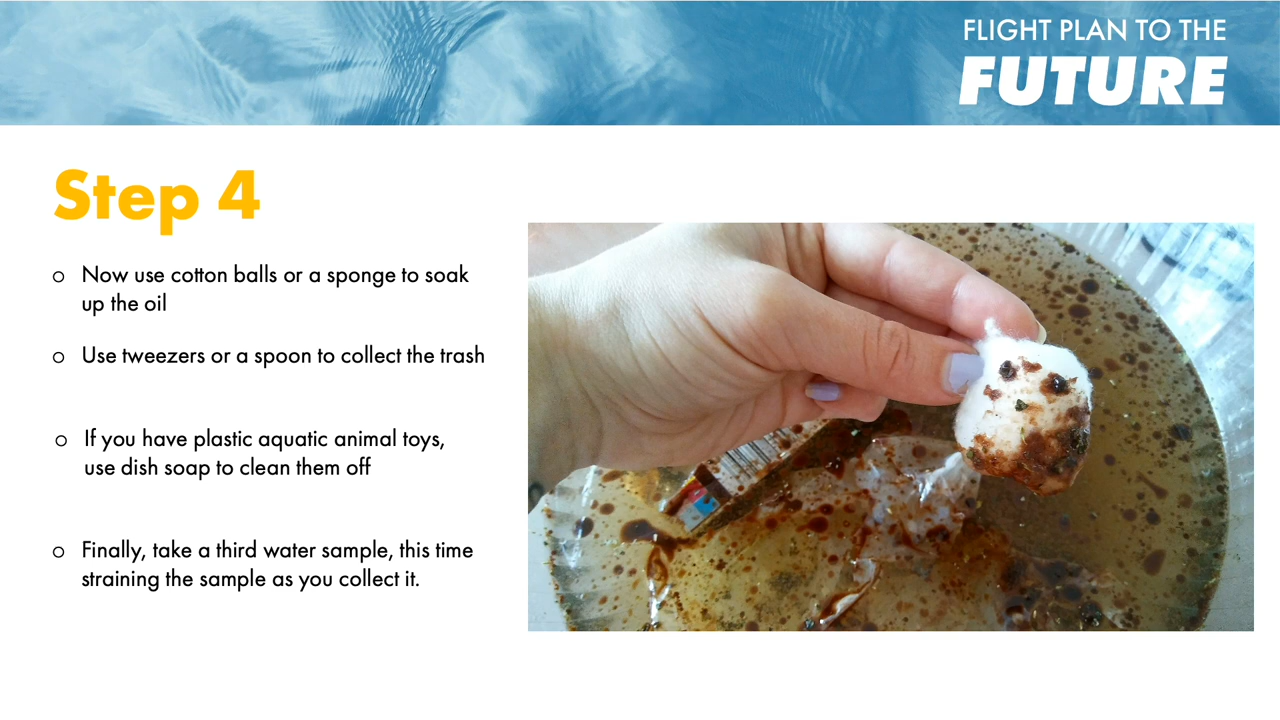 FLIGHT PLAN TO THE
FUTURE
Step 4
Now use cotton balls or a sponge to soak
up the oil
Use tweezers or a spoon to collect the trash
If you have plastic aquatic animal toys,
use dish soap to clean them off
Finally, take a third water sample, this time
straining the sample as you collect it.